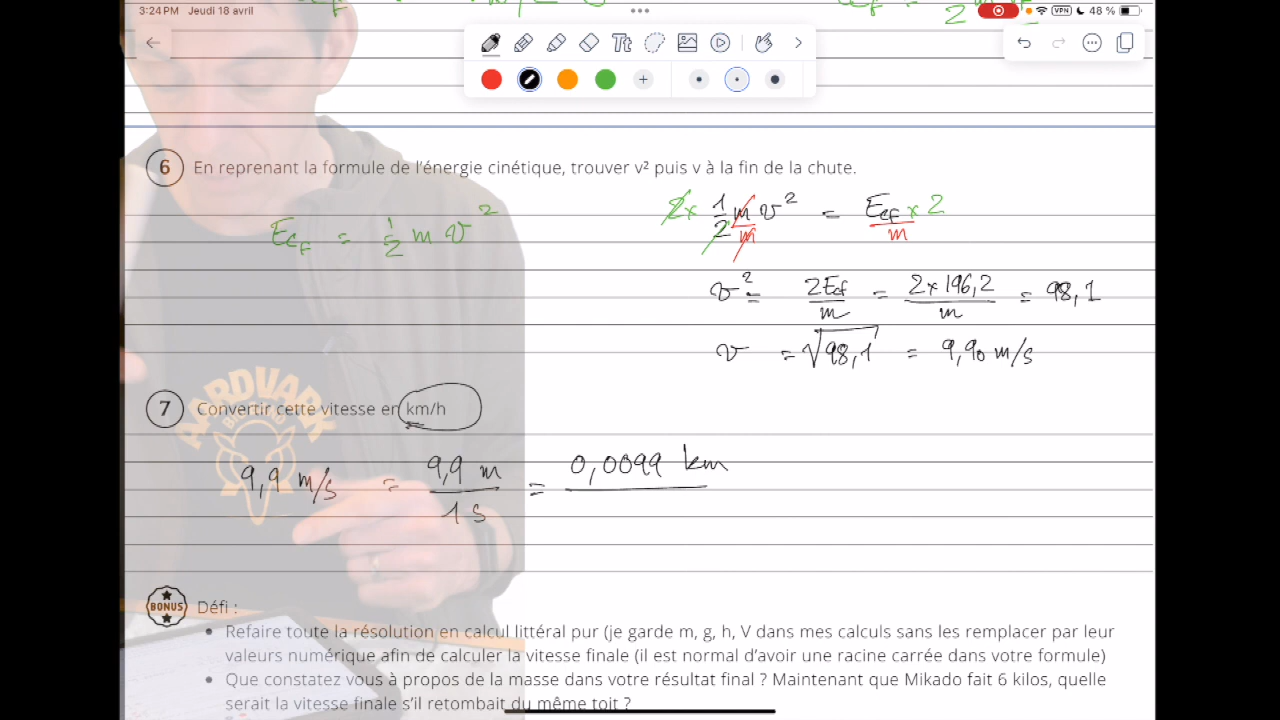 3:24 PM Jeudi 18 avril
VPN 48 %
Tt
6 En reprenant la formule de l'énergie cinétique, trouver v² puis v à la fin de la chute.
2x 1/2 m/m v² = Ecf x 2/m
Ecf = 1/2 m v²
v² = 2Ecf/m = 2 x 196,2/m = 98,1
v = √98,1 = 9,90 m/s
7 Convertir cette vitesse en km/h
AARDVARK
9,9 m/s = 9,9 m/1 s = 0,0099 km
BONUS Défi :
• Refaire toute la résolution en calcul littéral pur (je garde m, g, h, V dans mes calculs sans les remplacer par leur
valeurs numérique afin de calculer la vitesse finale (il est normal d'avoir une racine carrée dans votre formule)
• Que constatez vous à propos de la masse dans votre résultat final ? Maintenant que Mikado fait 6 kilos, quelle
serait la vitesse finale s'il retombait du même toit ?